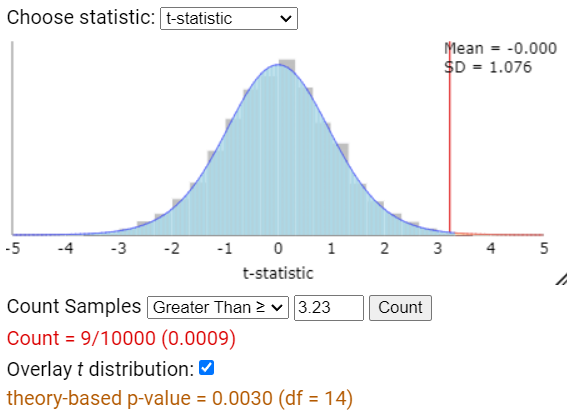 Choose statistic: t-statistic
Mean = -0.000
SD = 1.076
-5 -4 -3 -2 -1 0 1 2 3 4 5
t-statistic
Count Samples Greater Than ≥ 3.23 Count
Count = 9/10000 (0.0009)
Overlay t distribution:
theory-based p-value = 0.0030 (df = 14)